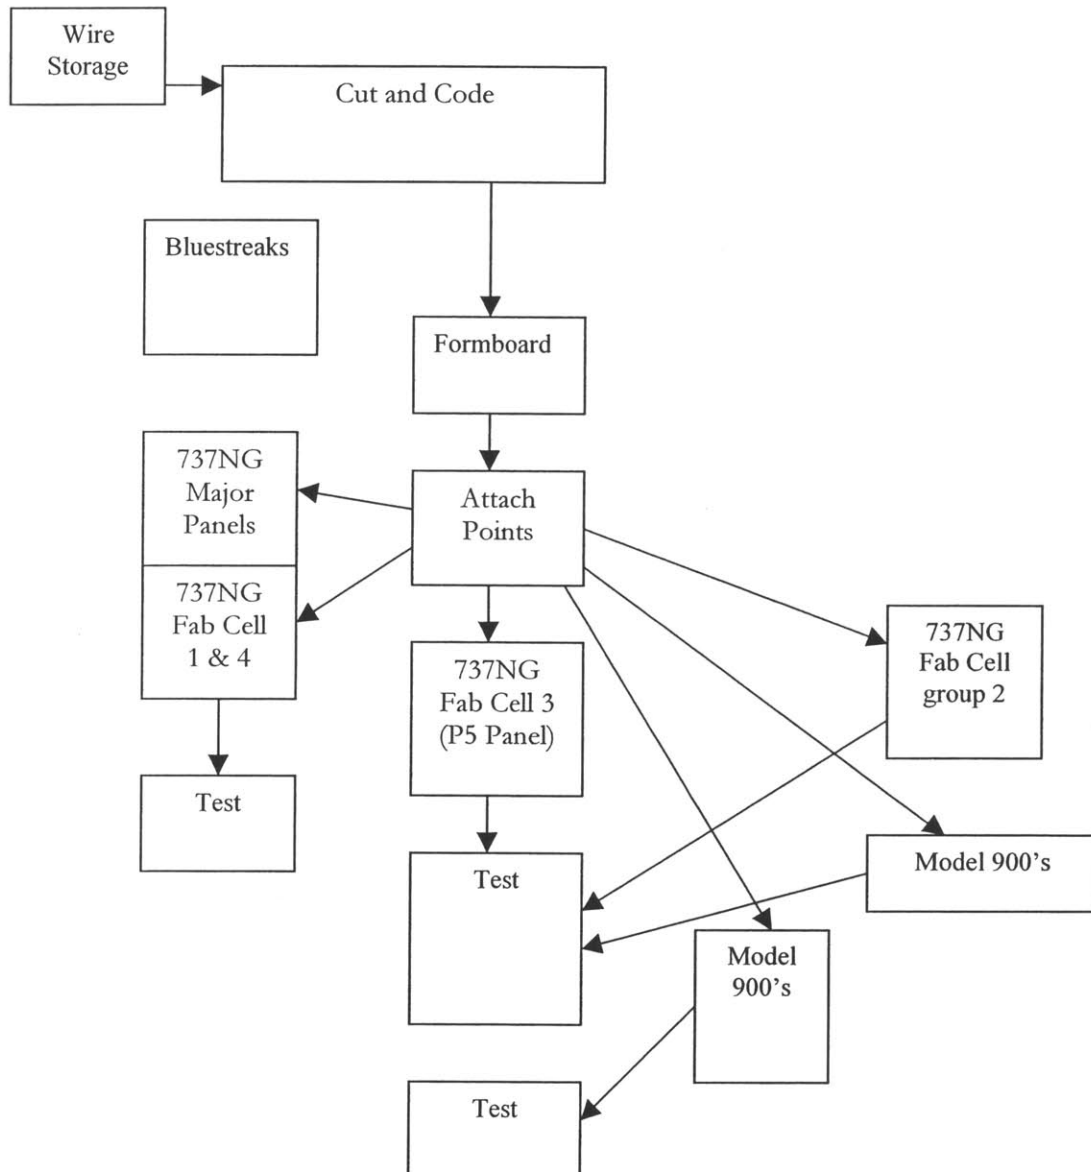 Wire
Storage
Cut and Code
Bluestreaks
Formboard
737NG
Major
Panels
Attach
Points
737NG
Fab Cell
1 & 4
737NG
Fab Cell 3
(P5 Panel)
737NG
Fab Cell
group 2
Test
Test
Model 900's
Model
900's
Test